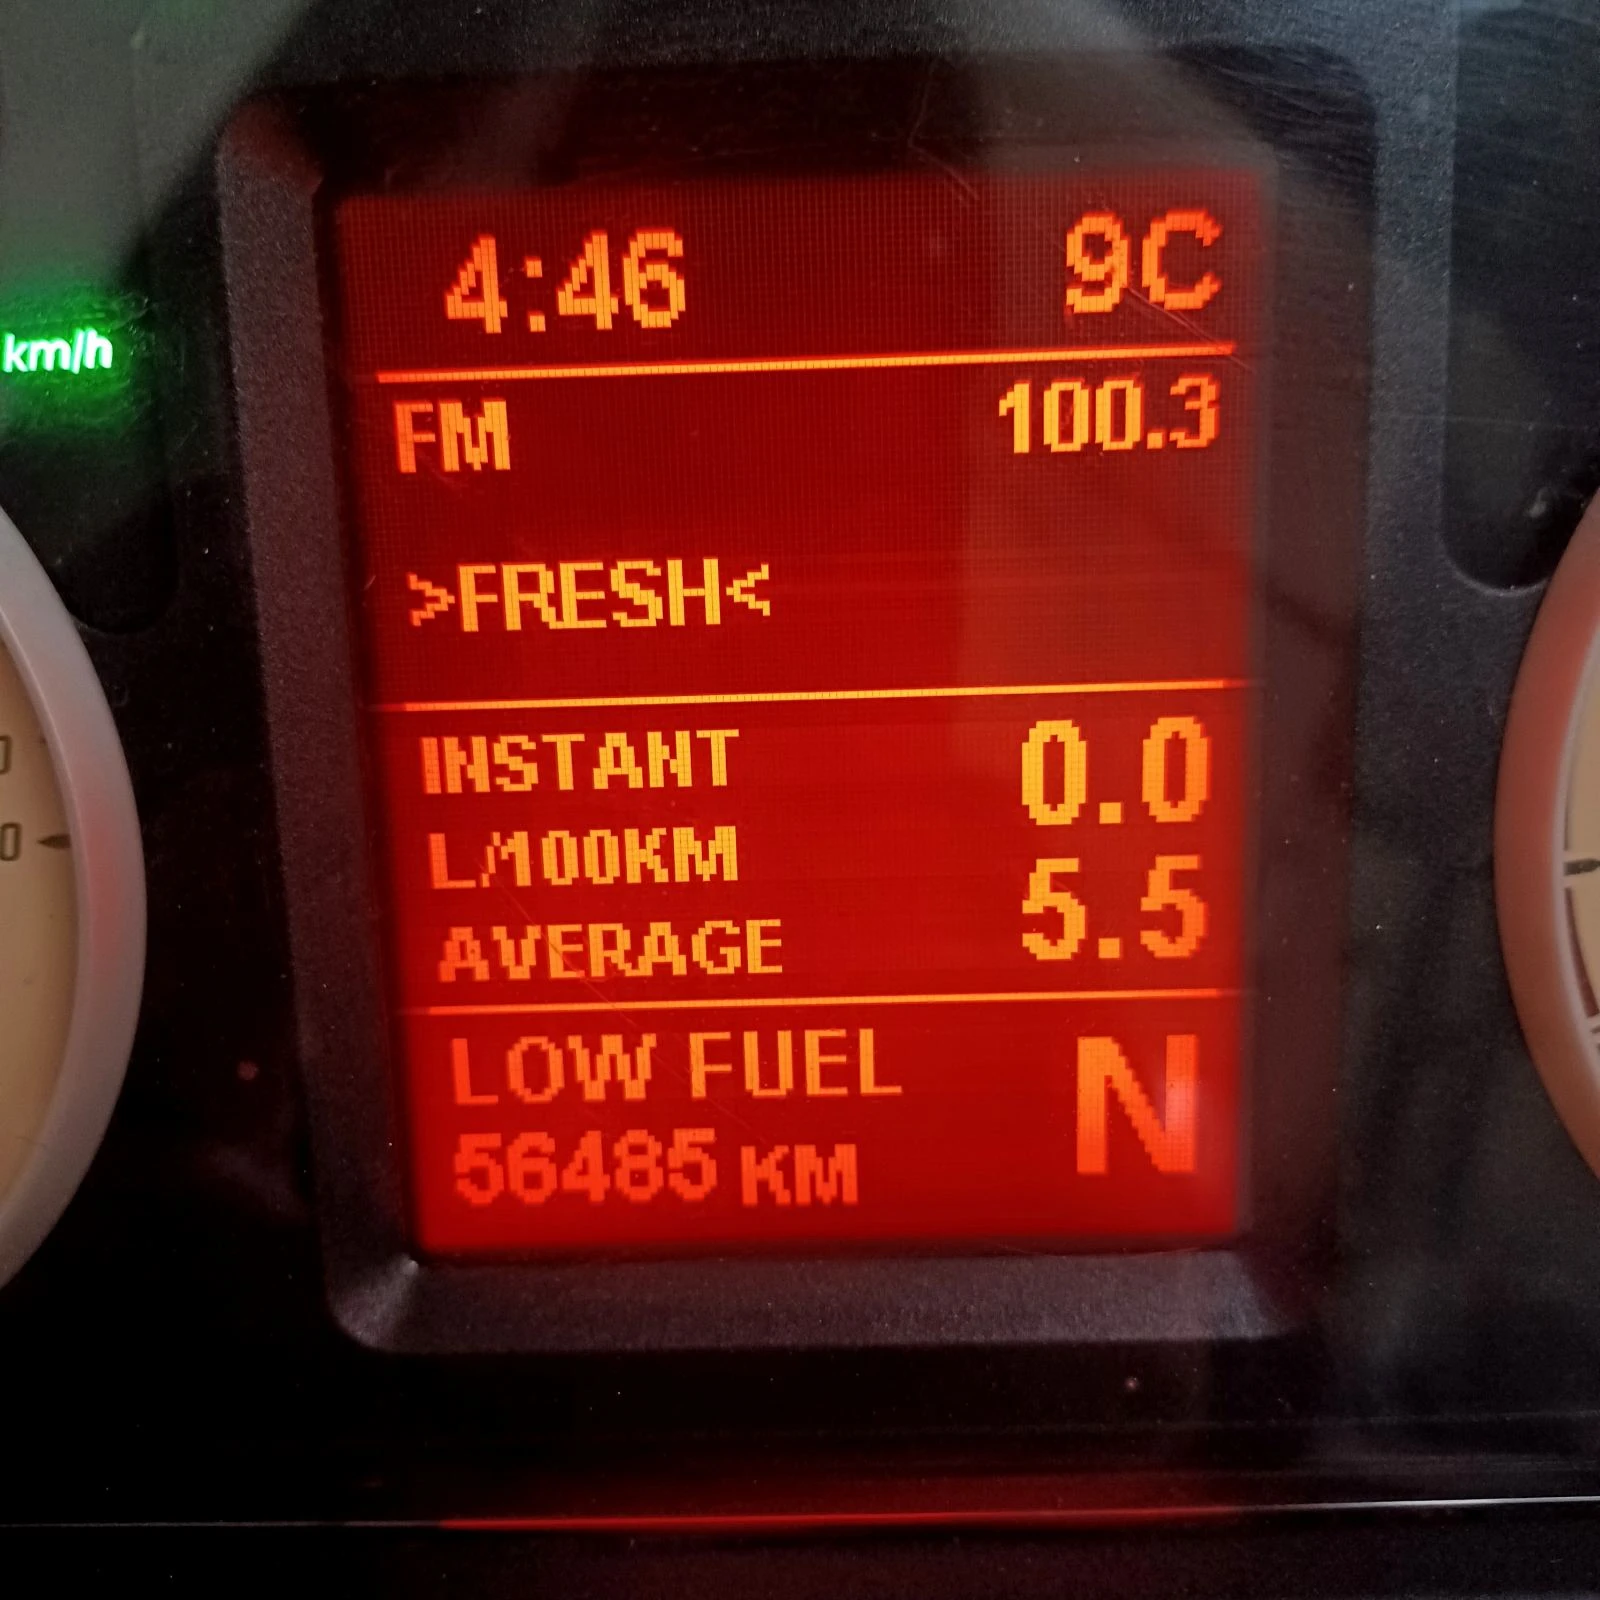 km/h
4:46 9C
FM 100.3
>FRESH<
INSTANT 0.0
L/100KM
AVERAGE 5.5
LOW FUEL N
56485 KM